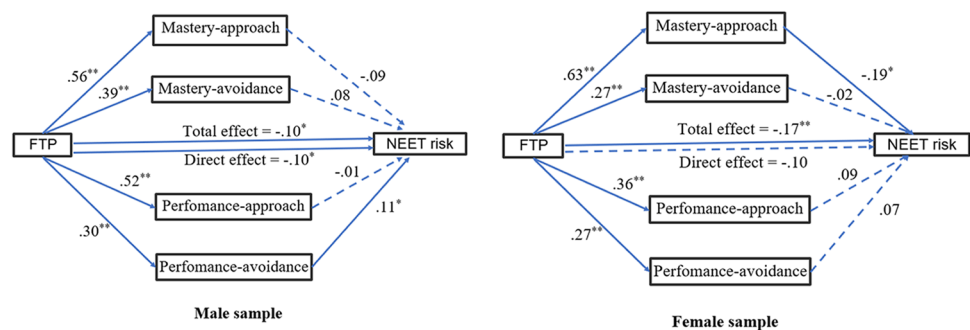 Mastery-approach
.56**
-.09
Mastery-avoidance
.39**
.08
Total effect = -.10*
FTP
NEET risk
Direct effect = -.10*
.52**
-.01
Perfomance-approach
.30**
.11*
Perfomance-avoidance
Male sample
Mastery-approach
.63**
-.19*
Mastery-avoidance
.27**
-.02
Total effect = -.17**
FTP
NEET risk
Direct effect = -.10
.36**
.09
Perfomance-approach
.27**
.07
Perfomance-avoidance
Female sample